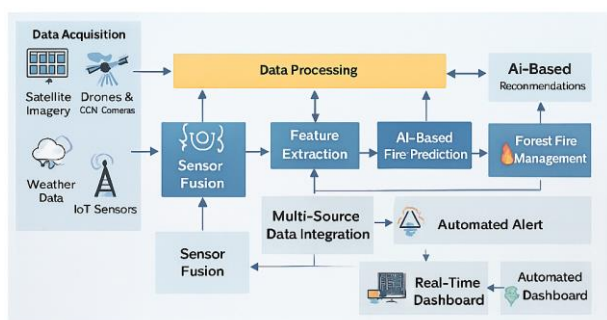 Data Acquisition
Satellite
Imagery
Drones &
CCN Cameras
Weather
Data
IoT Sensors
Data Processing
Ai-Based
Recomendations
Sensor
Fusion
Feature
Extraction
AI-Based
Fire Prediction
Forest Fire
Management
Multi-Source
Data Integration
Automated Alert
Sensor
Fusion
Real-Time
Dashboard
Automated
Dashboard